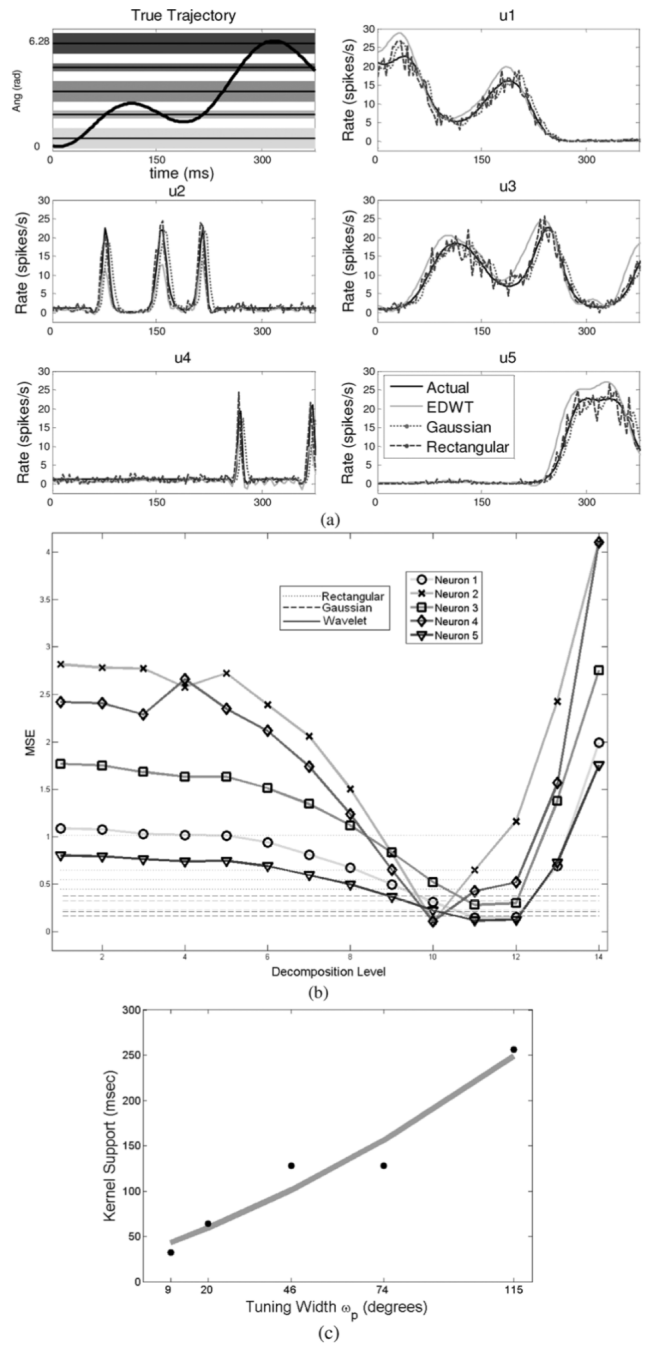 True Trajectory
u1
6.28
Ang (rad)
0
150
300
time (ms)
Rate (spikes/s)
30
25
20
15
10
5
0
0
150
300
u2
u3
Rate (spikes/s)
30
25
20
15
10
5
0
0
150
300
Rate (spikes/s)
30
25
20
15
10
5
0
0
150
300
u4
u5
Rate (spikes/s)
30
25
20
15
10
5
0
0
150
300
Rate (spikes/s)
30
25
20
15
10
5
0
0
150
300
Actual
EDWT
Gaussian
Rectangular
(a)
MSE
4
3.5
3
2.5
2
1.5
1
0.5
0
Rectangular
Gaussian
Wavelet
Neuron 1
Neuron 2
Neuron 3
Neuron 4
Neuron 5
2
4
6
8
10
12
14
Decomposition Level
(b)
Kernel Support (msec)
300
250
200
150
100
50
0
9
20
46
74
115
Tuning Width ωp (degrees)
(c)